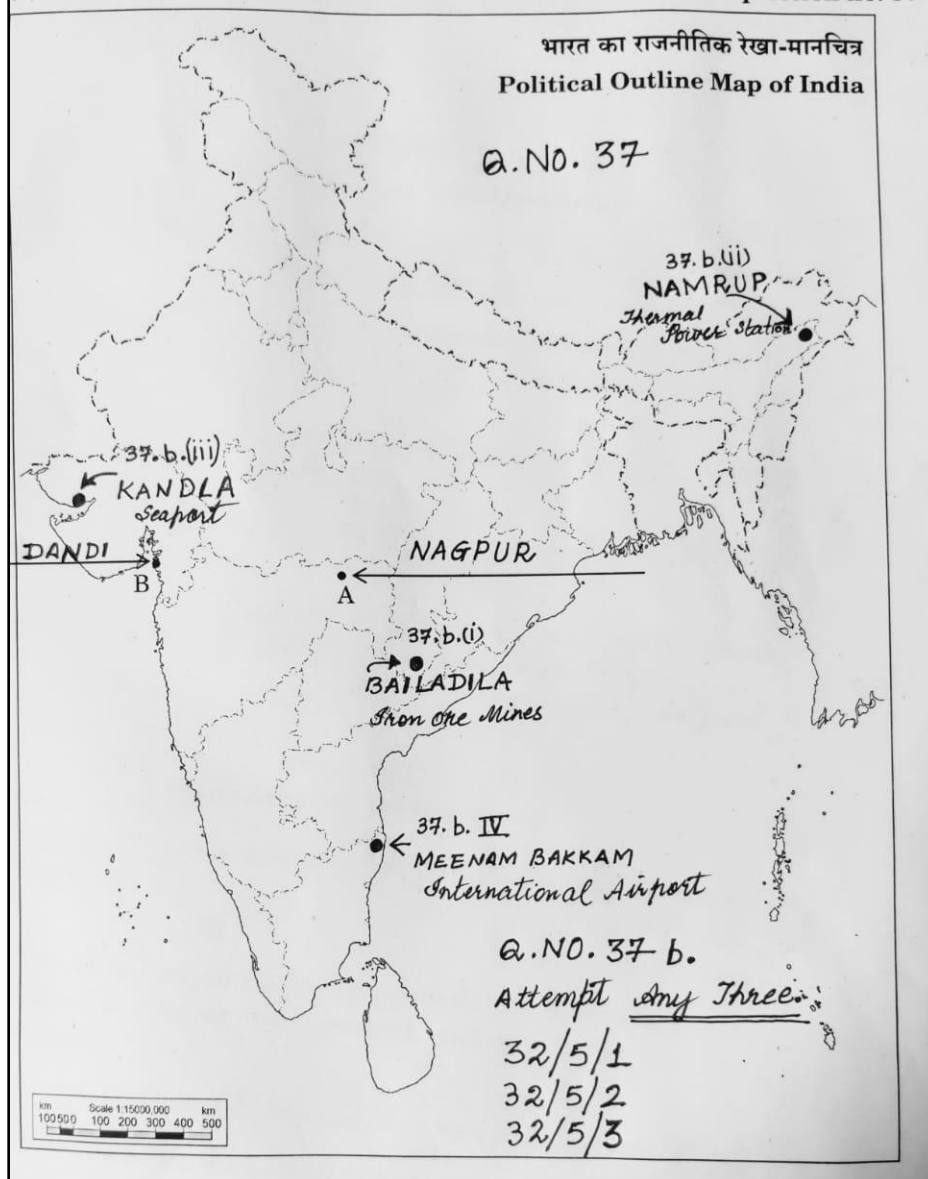 भारत का राजनीतिक रेखा-मानचित्र
Political Outline Map of India
Q.NO. 37
37.b.(ii)
NAMRUP
Thermal
Power Station
37.b.(iii)
KANDLA
Seaport
DANDI
B
NAGPUR
A
37.b.(i)
BAILADILA
Iron Ore Mines
37.b. IV
MEENAM BAKKAM
International Airport
Q.NO. 37 b.
Attempt Any Three
32/5/1
32/5/2
32/5/3
km Scale 1:15000,000 km
100500 100 200 300 400 500